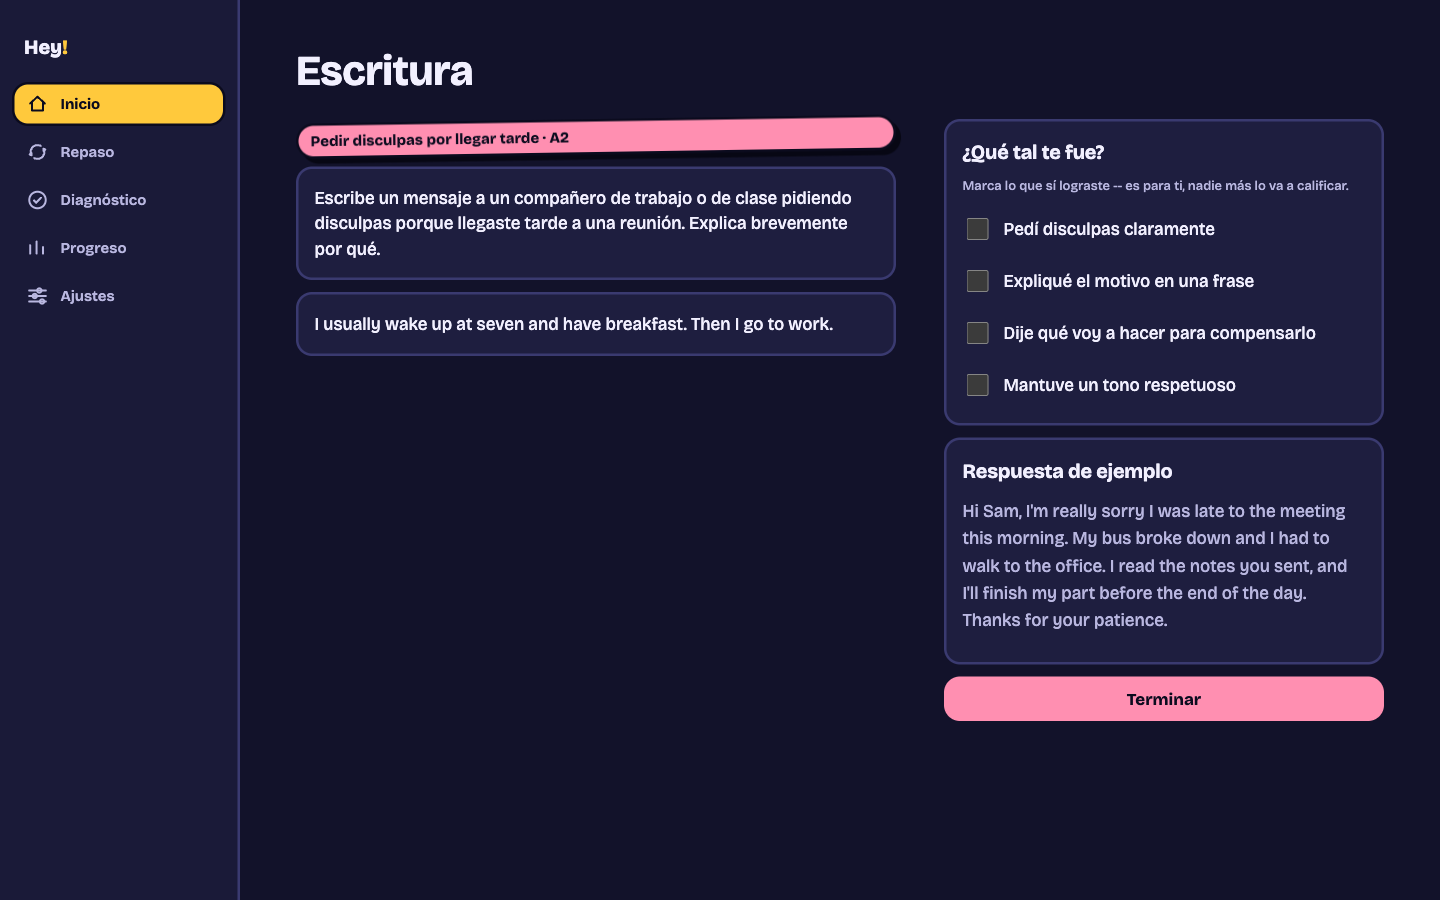 Hey!
Inicio
Repaso
Diagnóstico
Progreso
Ajustes
Escritura
Pedir disculpas por llegar tarde · A2
Escribe un mensaje a un compañero de trabajo o de clase pidiendo
disculpas porque llegaste tarde a una reunión. Explica brevemente
por qué.
I usually wake up at seven and have breakfast. Then I go to work.
¿Qué tal te fue?
Marca lo que sí lograste -- es para ti, nadie más lo va a calificar.
Pedí disculpas claramente
Expliqué el motivo en una frase
Dije qué voy a hacer para compensarlo
Mantuve un tono respetuoso
Respuesta de ejemplo
Hi Sam, I'm really sorry I was late to the meeting
this morning. My bus broke down and I had to
walk to the office. I read the notes you sent, and
I'll finish my part before the end of the day.
Thanks for your patience.
Terminar